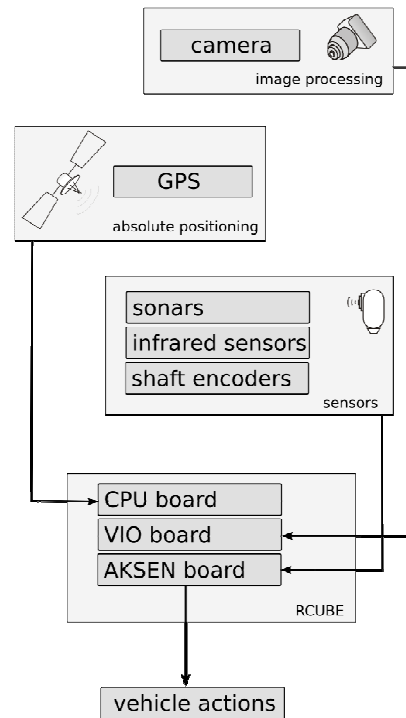 camera
image processing
GPS
absolute positioning
sonars
infrared sensors
shaft encoders
sensors
CPU board
VIO board
AKSEN board
RCUBE
vehicle actions